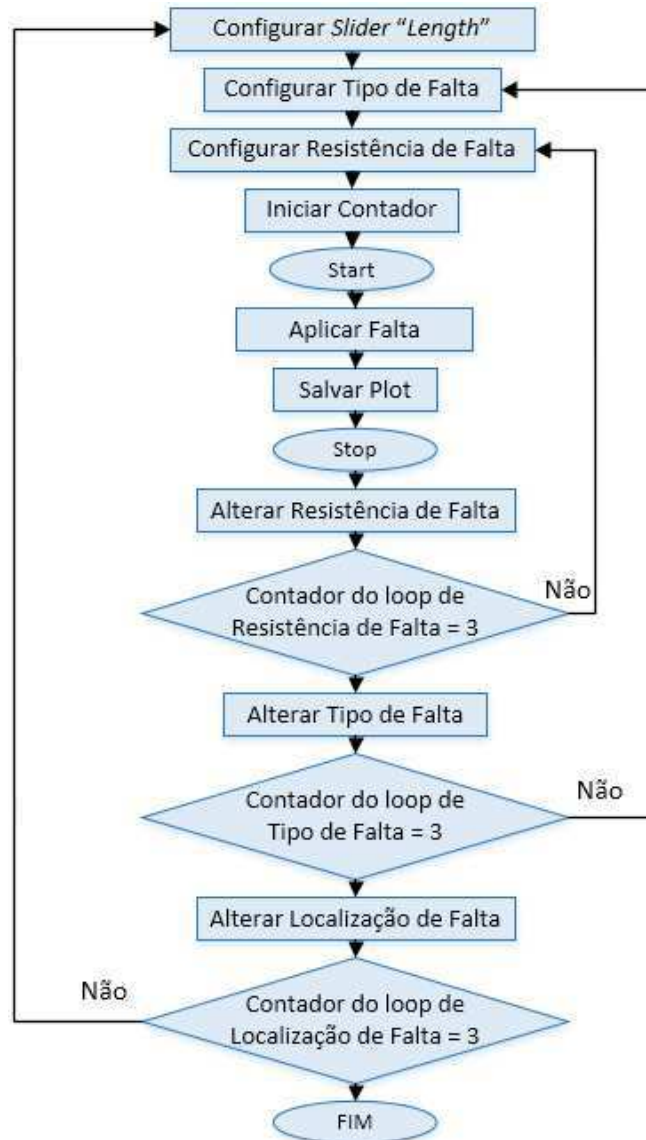 Configurar Slider “Length”
Configurar Tipo de Falta
Configurar Resistência de Falta
Iniciar Contador
Start
Aplicar Falta
Salvar Plot
Stop
Alterar Resistência de Falta
Contador do loop de
Resistência de Falta = 3
Não
Alterar Tipo de Falta
Contador do loop de
Tipo de Falta = 3
Não
Alterar Localização de Falta
Não
Contador do loop de
Localização de Falta = 3
FIM